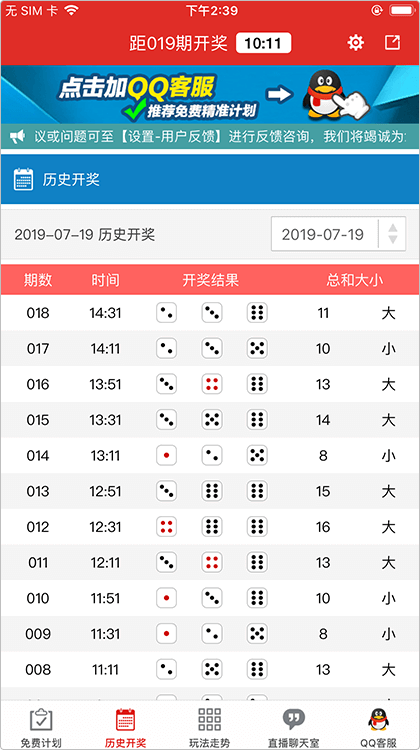 无 SIM 卡 下午2:39
距019期开奖 10:11
点击加QQ客服
推荐免费精准计划
议或问题可至【设置-用户反馈】进行反馈咨询，我们将竭诚为
历史开奖
2019-07-19 历史开奖 2019-07-19
期数 时间 开奖结果 总和大小
018 14:31 11 大
017 14:11 10 小
016 13:51 13 大
015 13:31 14 大
014 13:11 8 小
013 12:51 15 大
012 12:31 16 大
011 12:11 13 大
010 11:51 10 小
009 11:31 8 小
008 11:11 13 大
免费计划 历史开奖 玩法走势 直播聊天室 QQ客服